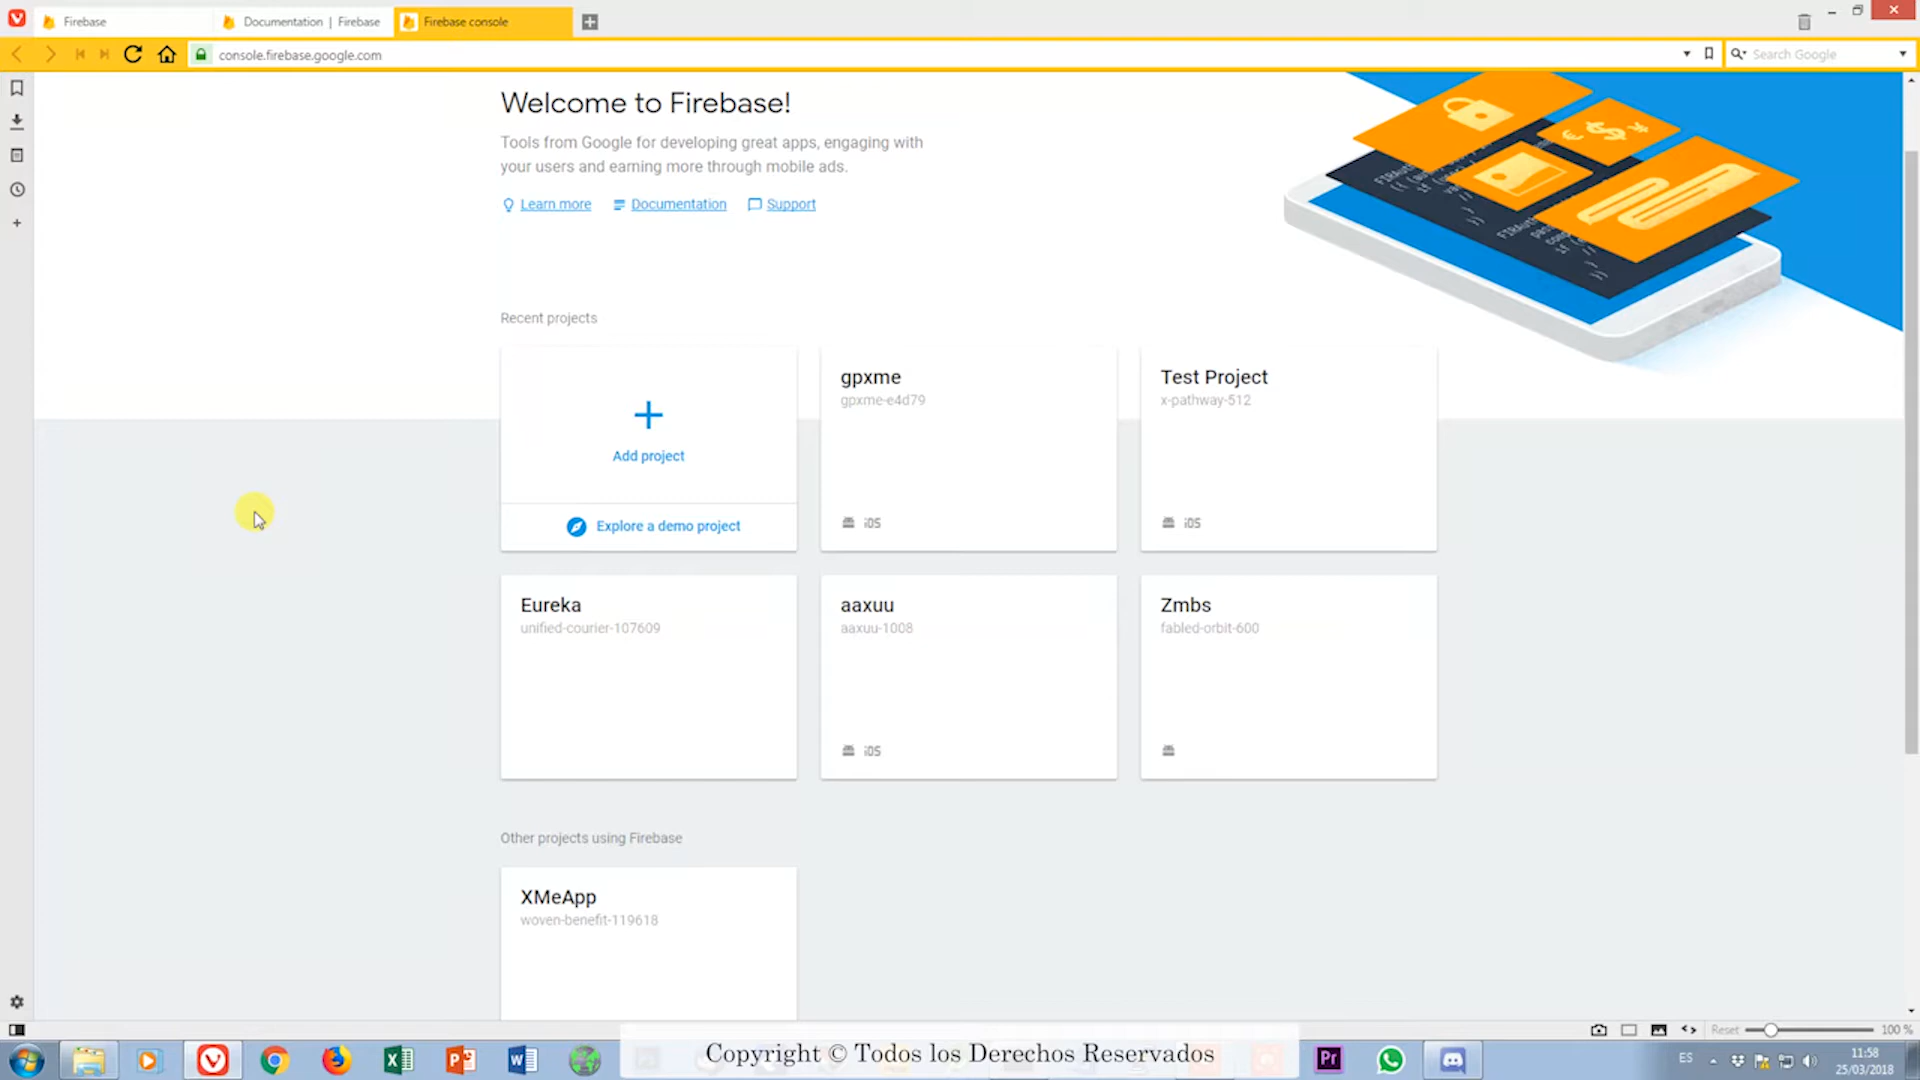 Firebase
Documentation | Firebase
Firebase console
console.firebase.google.com
Search Google
Welcome to Firebase!
Tools from Google for developing great apps, engaging with
your users and earning more through mobile ads.
Learn more
Documentation
Support
Recent projects
Add project
Explore a demo project
gpxme
gpxme-e4d79
iOS
Test Project
x-pathway-512
iOS
Eureka
unified-courier-107609
aaxuu
aaxuu-1008
iOS
Zmbs
fabled-orbit-600
Other projects using Firebase
XMeApp
woven-benefit-119618
Reset
100 %
Copyright © Todos los Derechos Reservados
Pr
ES
11:58
25/03/2018